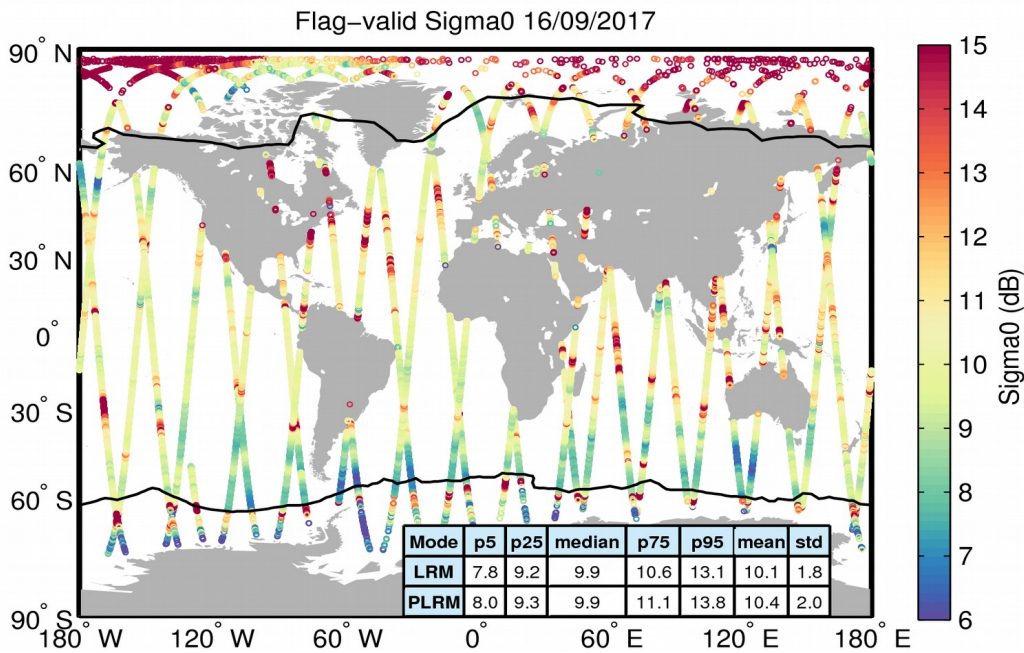 Flag-valid Sigma0 16/09/2017
90° N
60° N
30° N
0°
30° S
60° S
90° S
180° W
120° W
60° W
0°
60° E
120° E
180° E
15
14
13
12
11
10
9
8
7
6
Sigma0 (dB)
Mode p5 p25 median p75 p95 mean std
LRM 7.8 9.2 9.9 10.6 13.1 10.1 1.8
PLRM 8.0 9.3 9.9 11.1 13.8 10.4 2.0